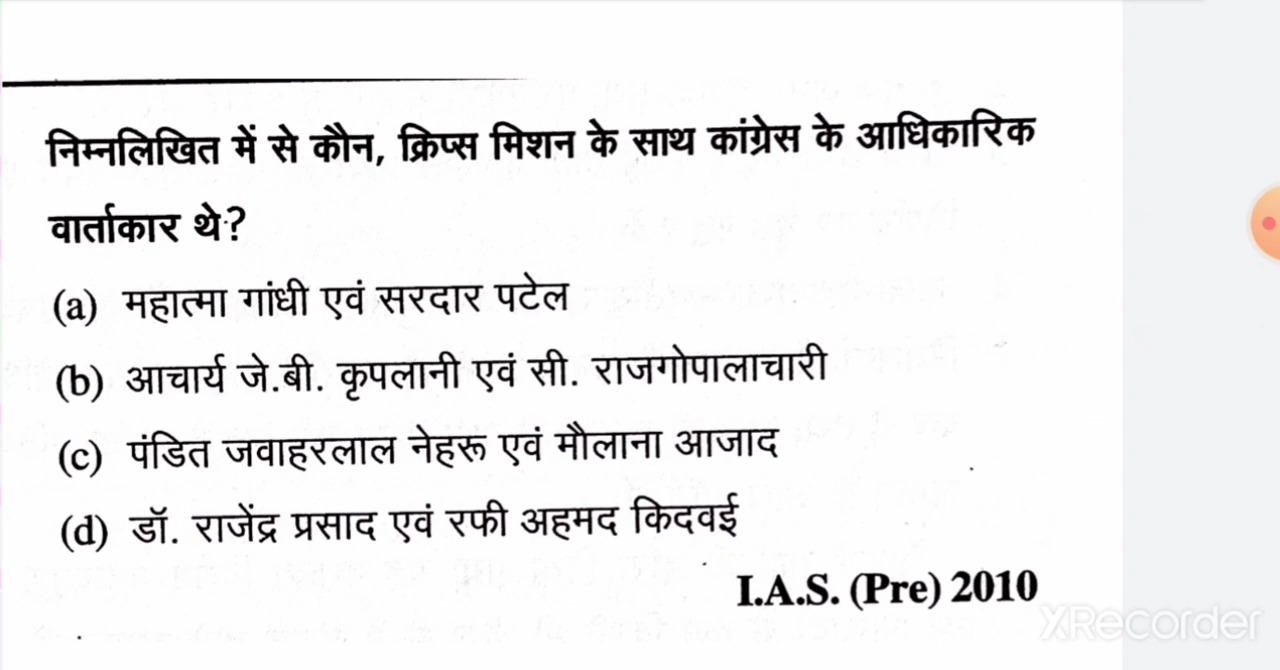 निम्नलिखित में से कौन, क्रिप्स मिशन के साथ कांग्रेस के आधिकारिक
वार्ताकार थे?
(a) महात्मा गांधी एवं सरदार पटेल
(b) आचार्य जे.बी. कृपलानी एवं सी. राजगोपालाचारी
(c) पंडित जवाहरलाल नेहरू एवं मौलाना आजाद
(d) डॉ. राजेंद्र प्रसाद एवं रफी अहमद किदवई
I.A.S. (Pre) 2010
XRecorder